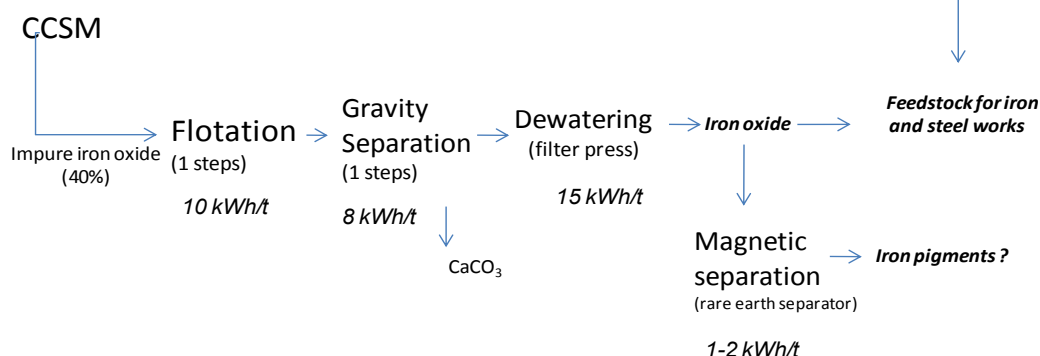 CCSM
Impure iron oxide
(40%)
Flotation
(1 steps)
10 kWh/t
Gravity
Separation
(1 steps)
8 kWh/t
CaCO₃
Dewatering
(filter press)
15 kWh/t
Iron oxide
Feedstock for iron
and steel works
Magnetic
separation
(rare earth separator)
1-2 kWh/t
Iron pigments ?